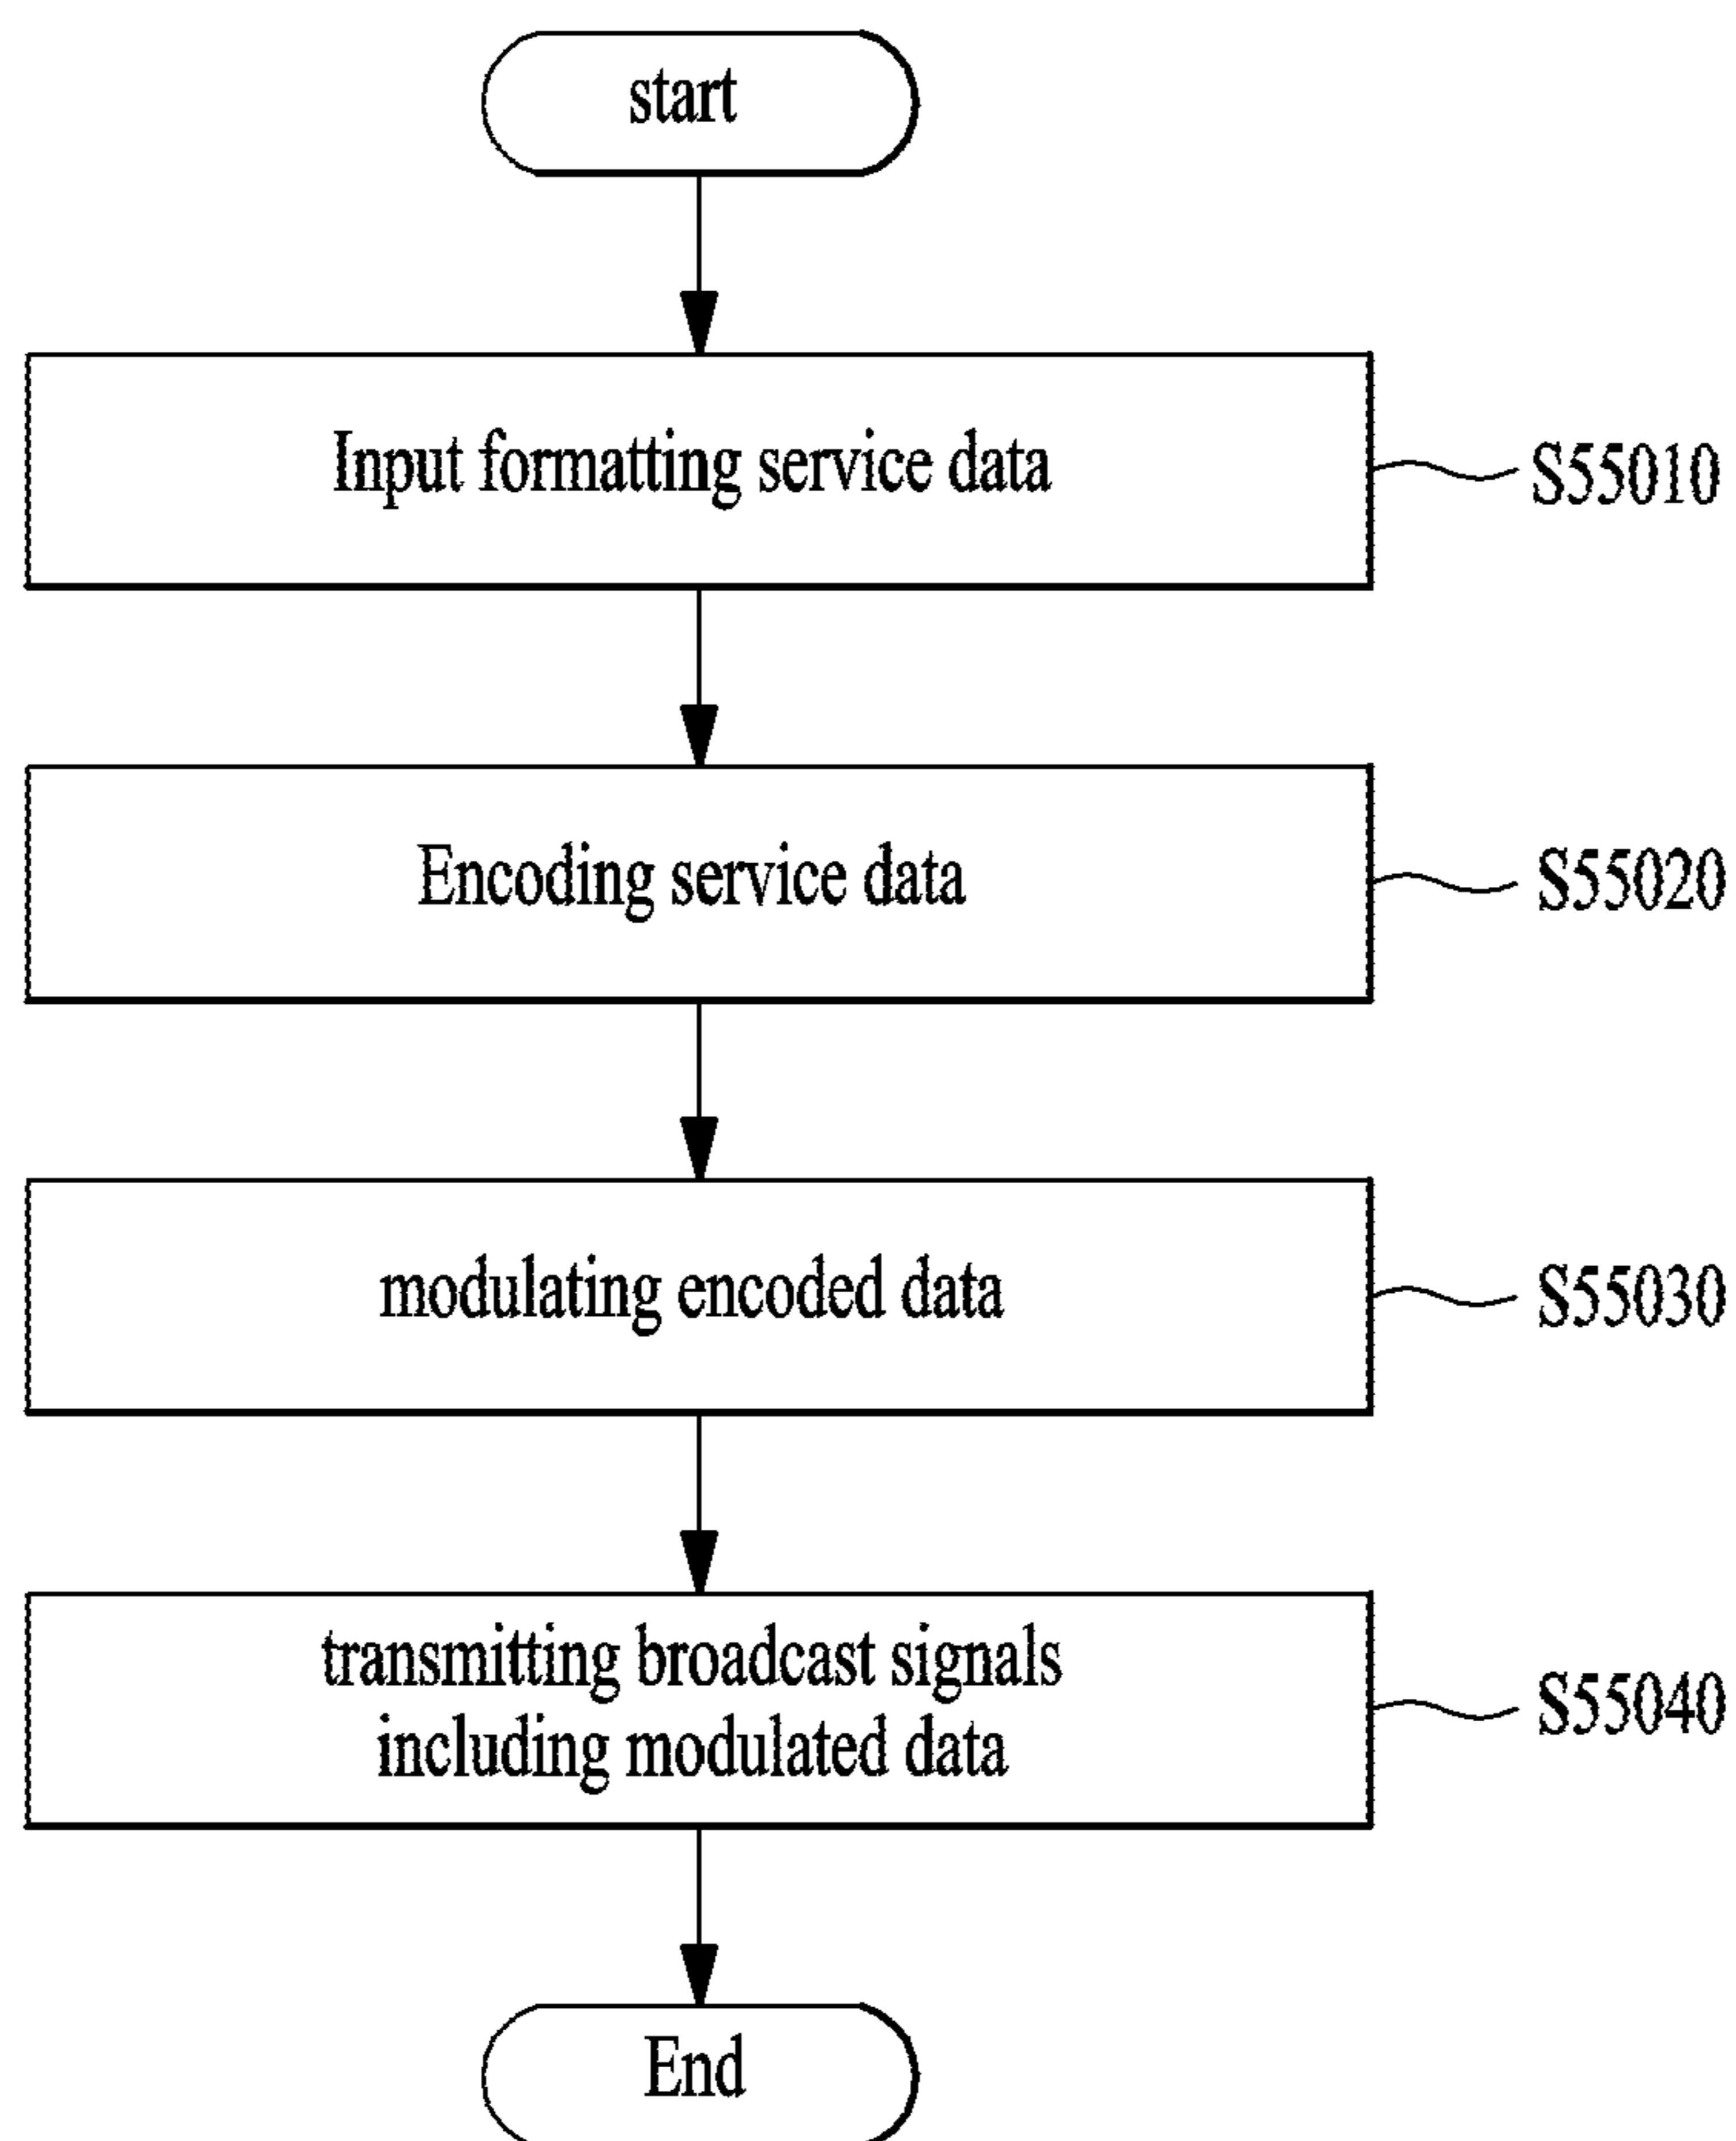 start
Input formatting service data
S55010
Encoding service data
S55020
modulating encoded data
S55030
transmitting broadcast signals
including modulated data
S55040
End